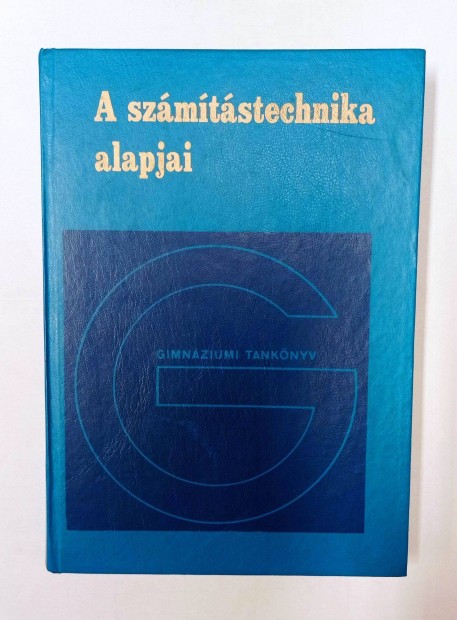 A számítástechnika
alapjai
GIMNÁZIUMI TANKÖNYV